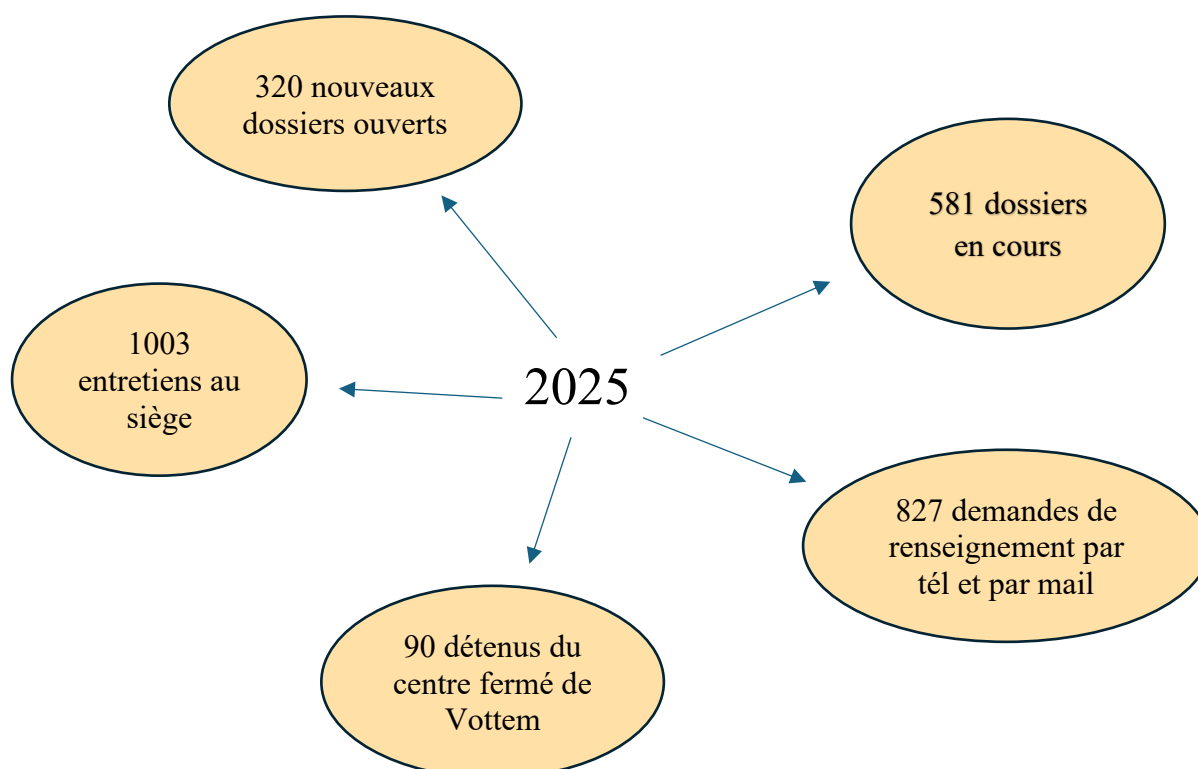 320 nouveaux
dossiers ouverts
581 dossiers
en cours
1003
entretiens au
siège
2025
827 demandes de
renseignement par
tél et par mail
90 détenus du
centre fermé de
Vottem